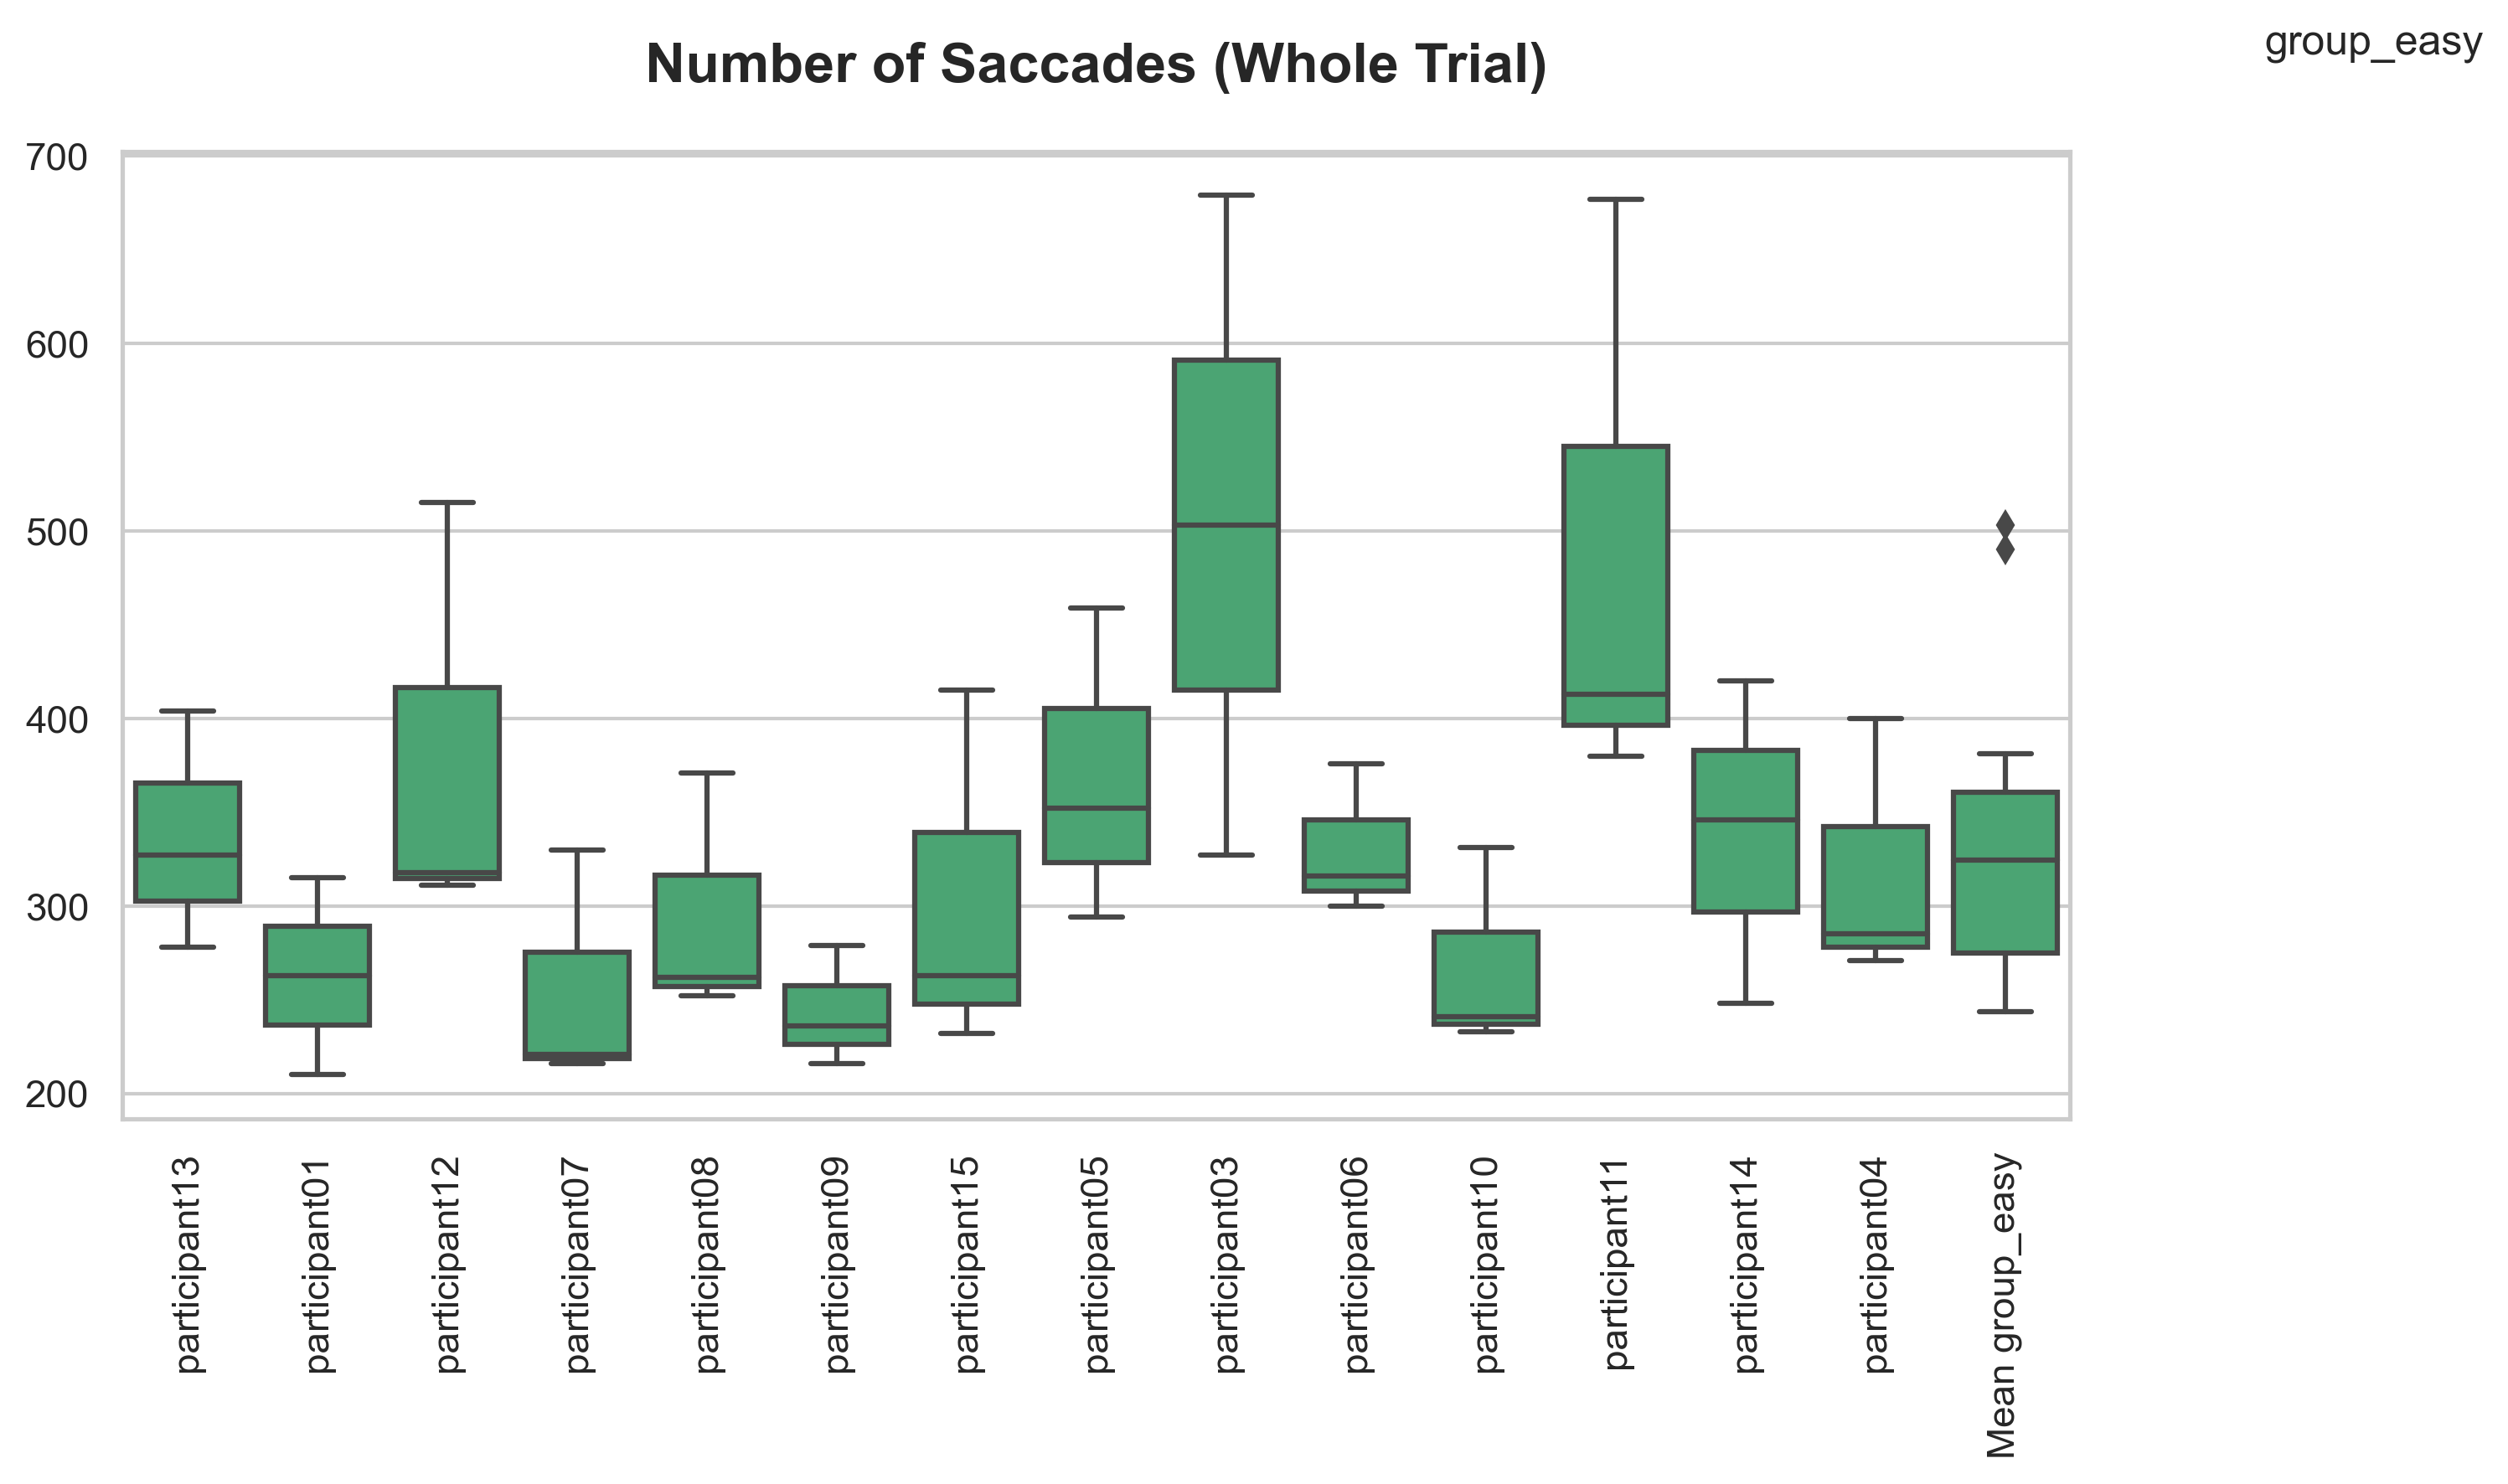 group_easy
Number of Saccades (Whole Trial)
700
600
500
400
300
200
participant13
participant01
participant12
participant07
participant08
participant09
participant15
participant05
participant03
participant06
participant10
participant11
participant14
participant04
Mean group_easy